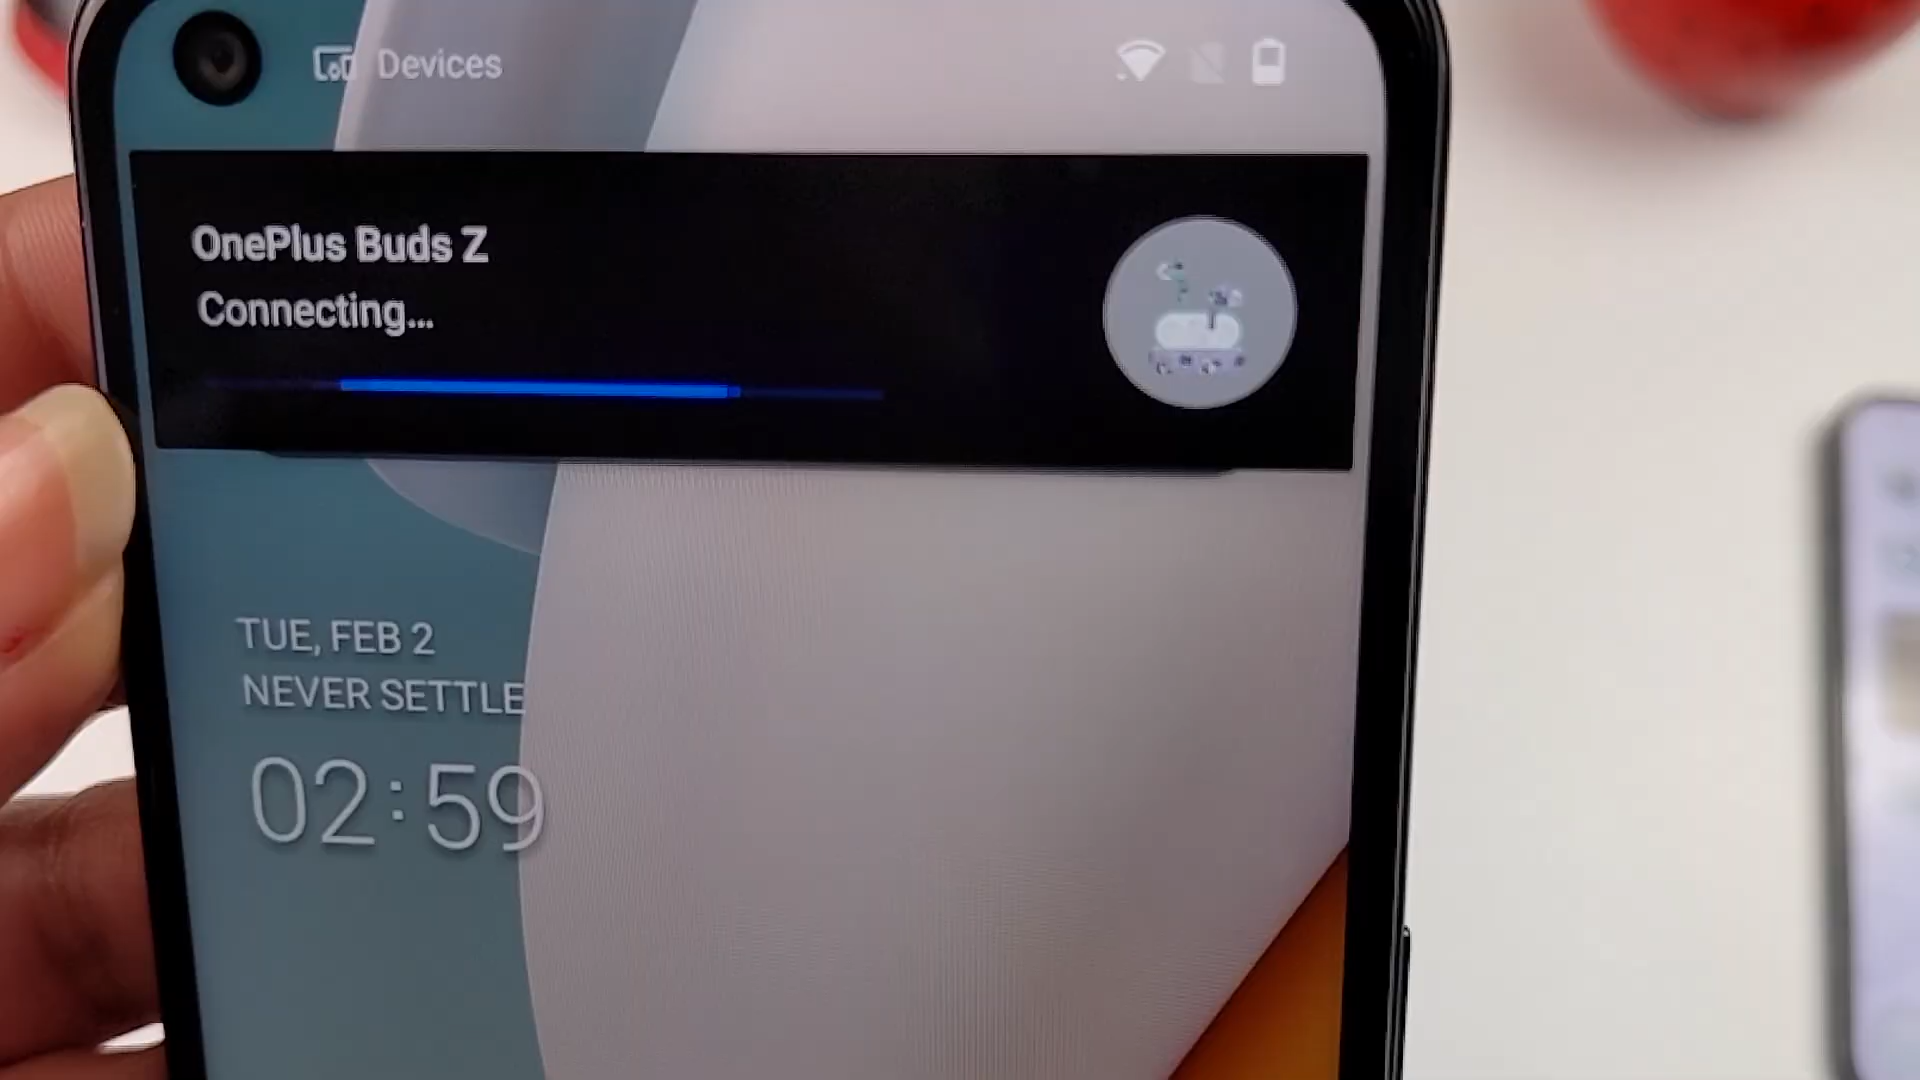 Devices
OnePlus Buds Z
Connecting...
TUE, FEB 2
NEVER SETTLE
02:59